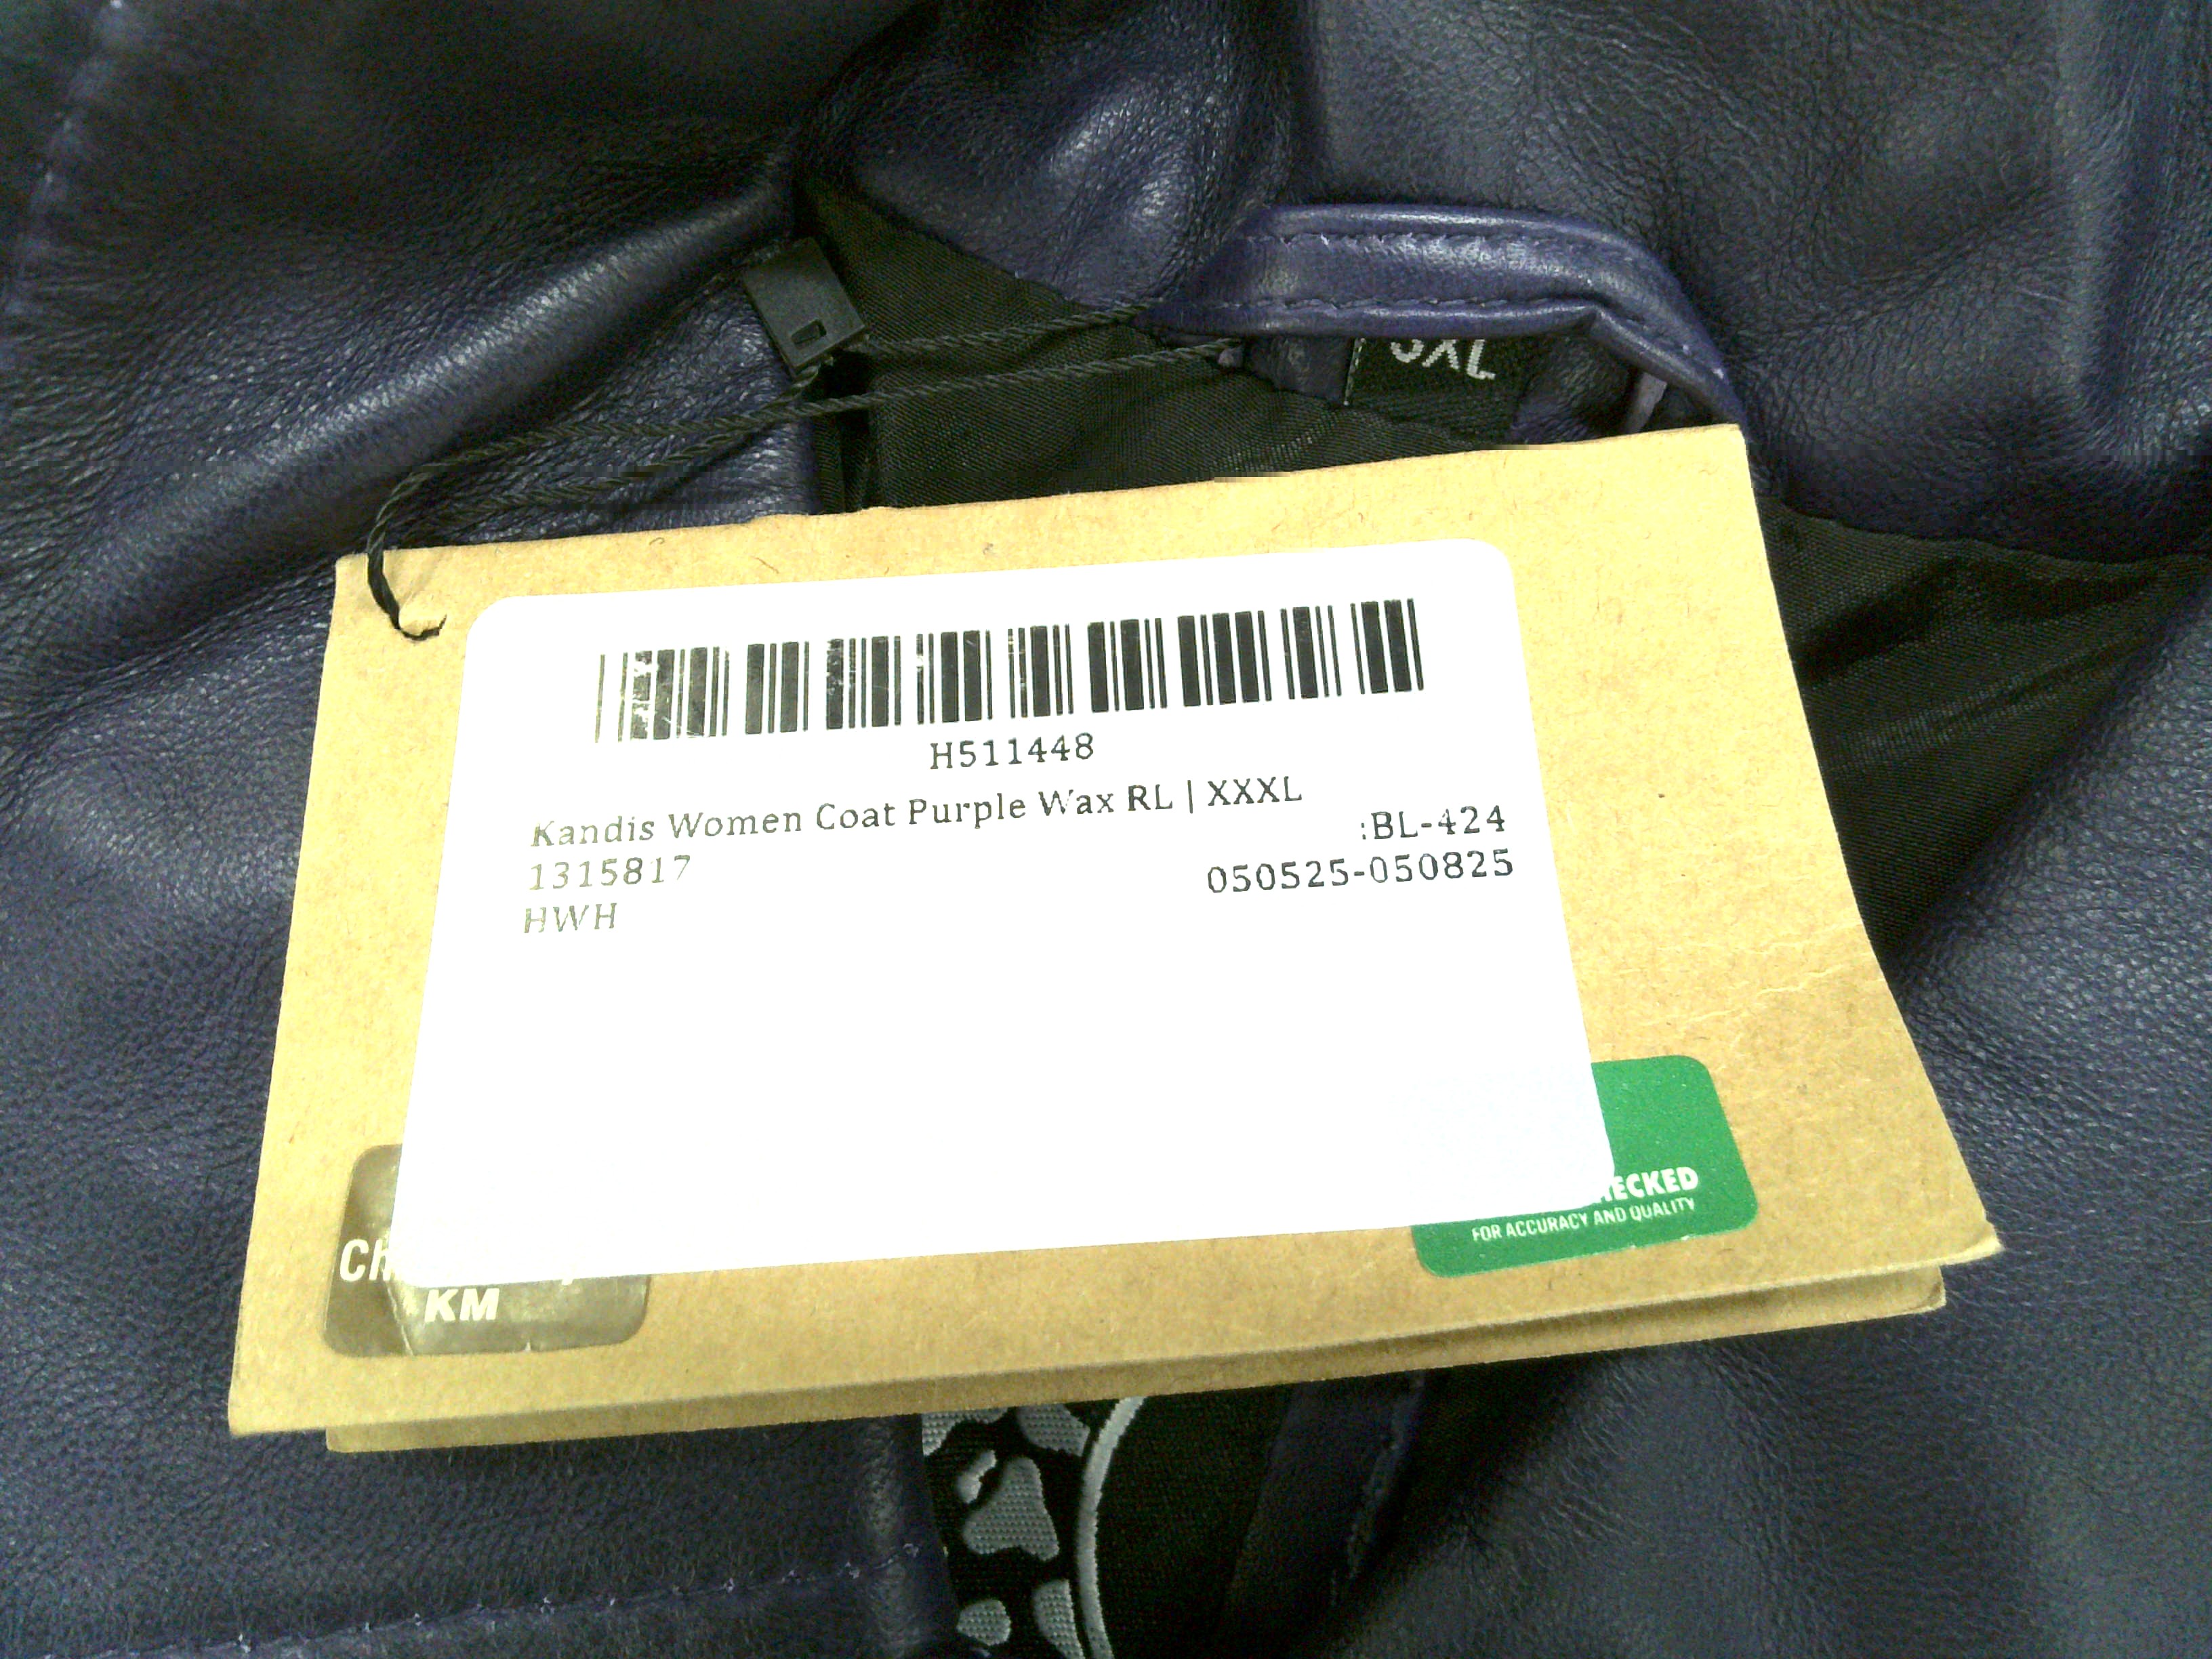 3XL
H511448
Kandis Women Coat Purple Wax RL | XXXL
:BL-424
1315817
050525-050825
HWH
KM
FOR ACCURACY AND QUALITY